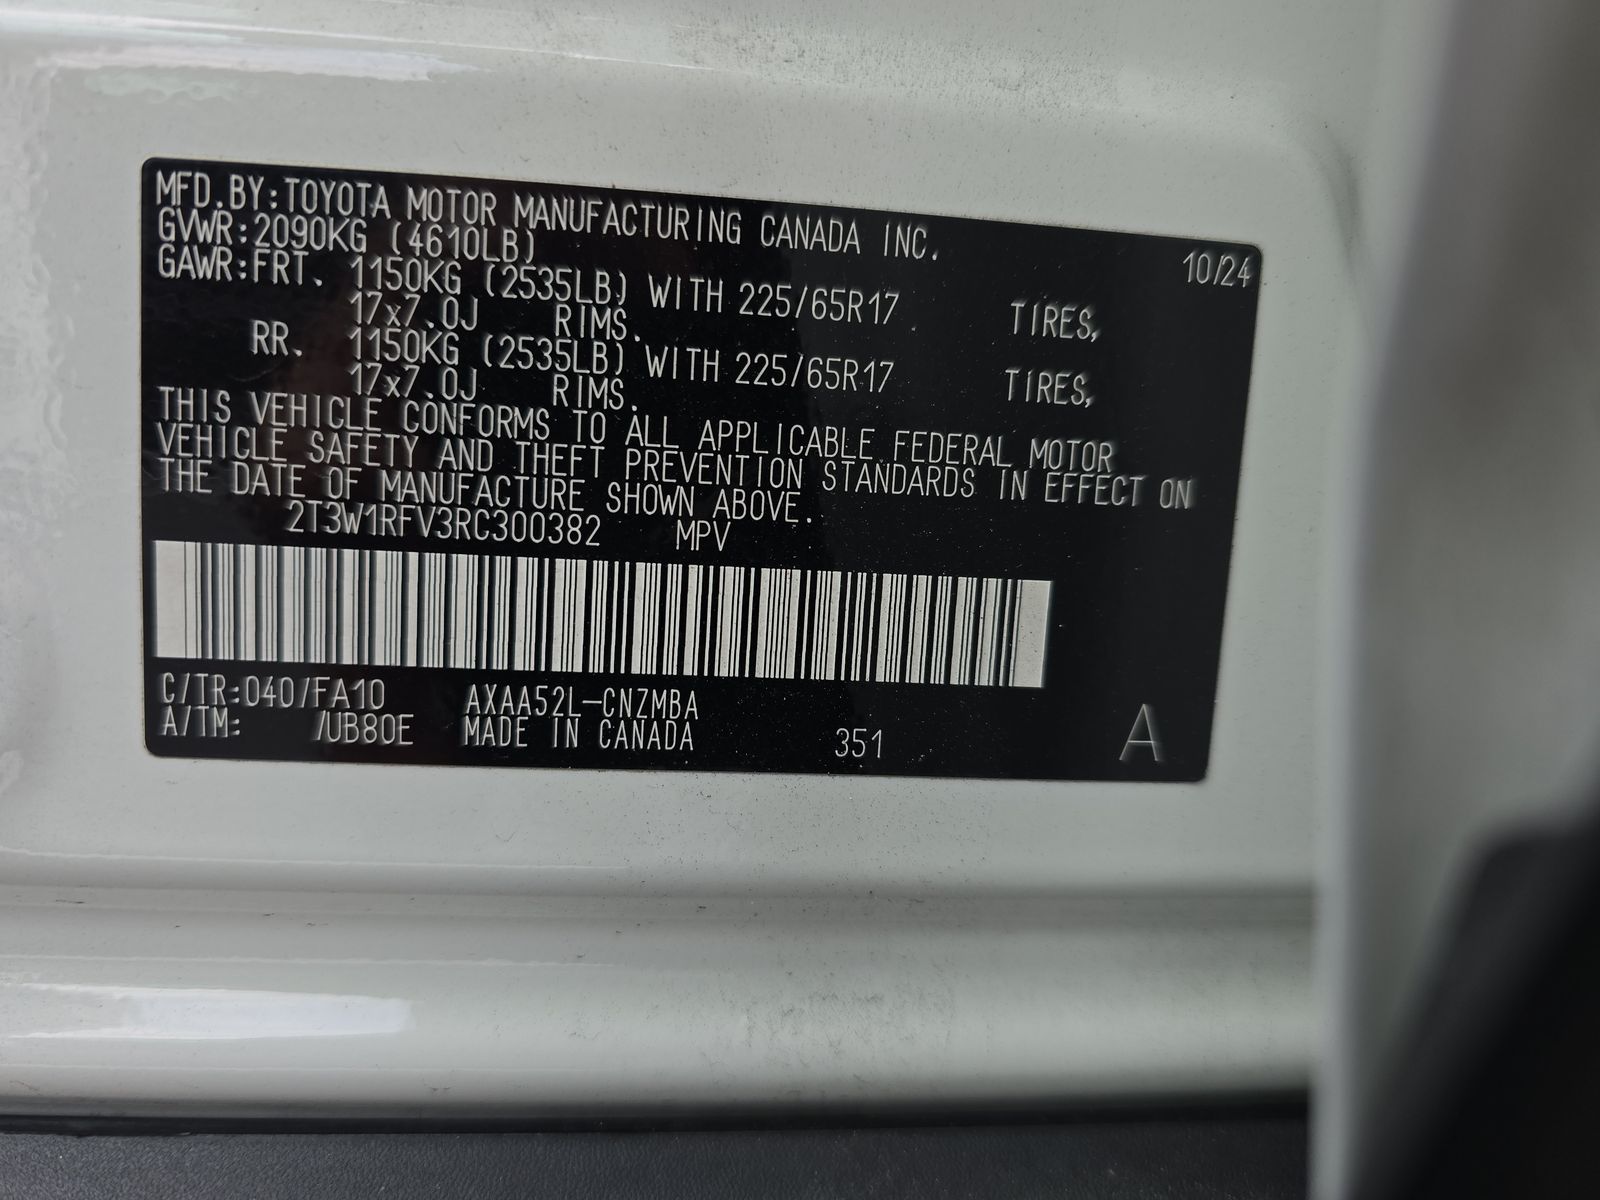 MFD.BY:TOYOTA MOTOR MANUFACTURING CANADA INC. 10/24
GVWR:2090KG (4610LB)
GAWR:FRT. 1150KG (2535LB) WITH 225/65R17 TIRES,
17x7.0J RIMS.
RR. 1150KG (2535LB) WITH 225/65R17 TIRES,
17x7.0J RIMS.
THIS VEHICLE CONFORMS TO ALL APPLICABLE FEDERAL MOTOR
VEHICLE SAFETY AND THEFT PREVENTION STANDARDS IN EFFECT ON
THE DATE OF MANUFACTURE SHOWN ABOVE.
2T3W1RFV3RC300382 MPV
C/TR:040/FA10 AXAA52L-CNZMBA
A/TM: /UB80E MADE IN CANADA 351 A